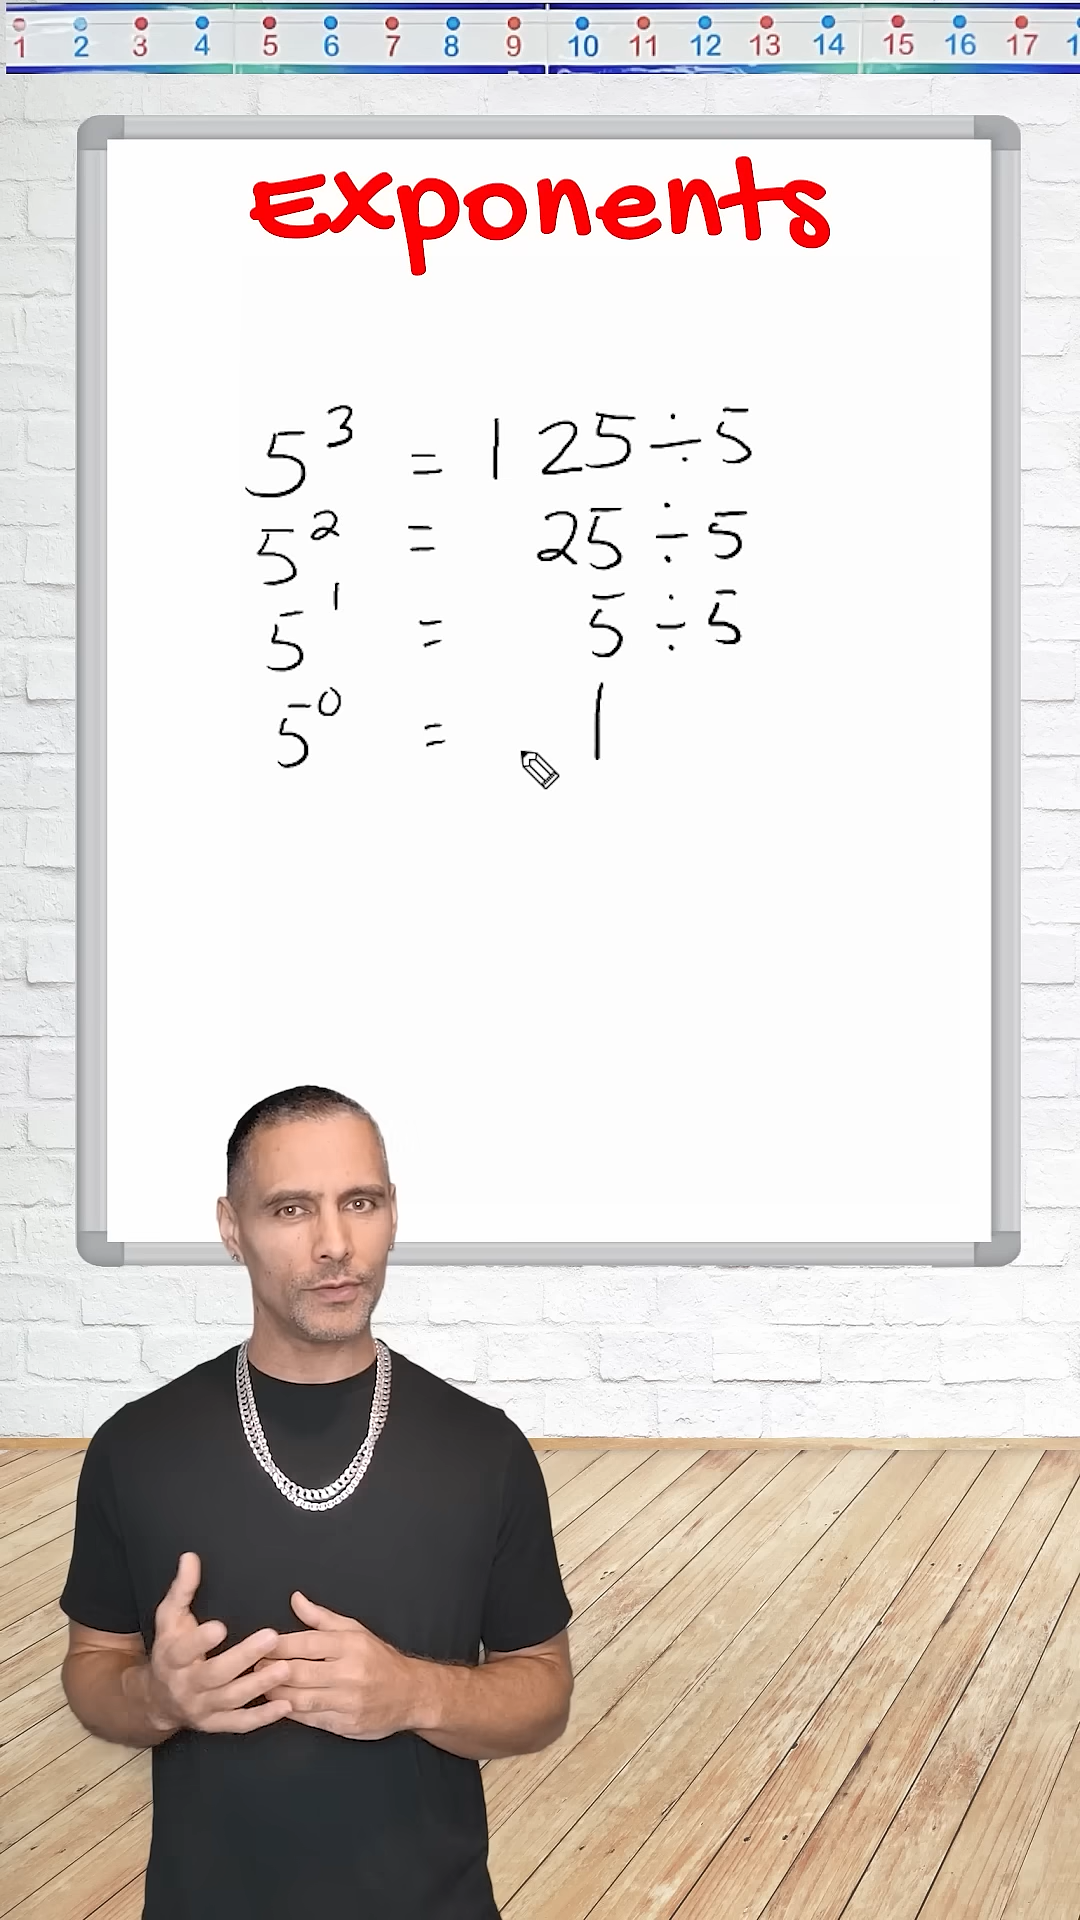 1 2 3 4 5 6 7 8 9 10 11 12 13 14 15 16 17 1
Exponents
5³ = 125÷5
5² = 25÷5
5¹ = 5÷5
5⁰ = 1